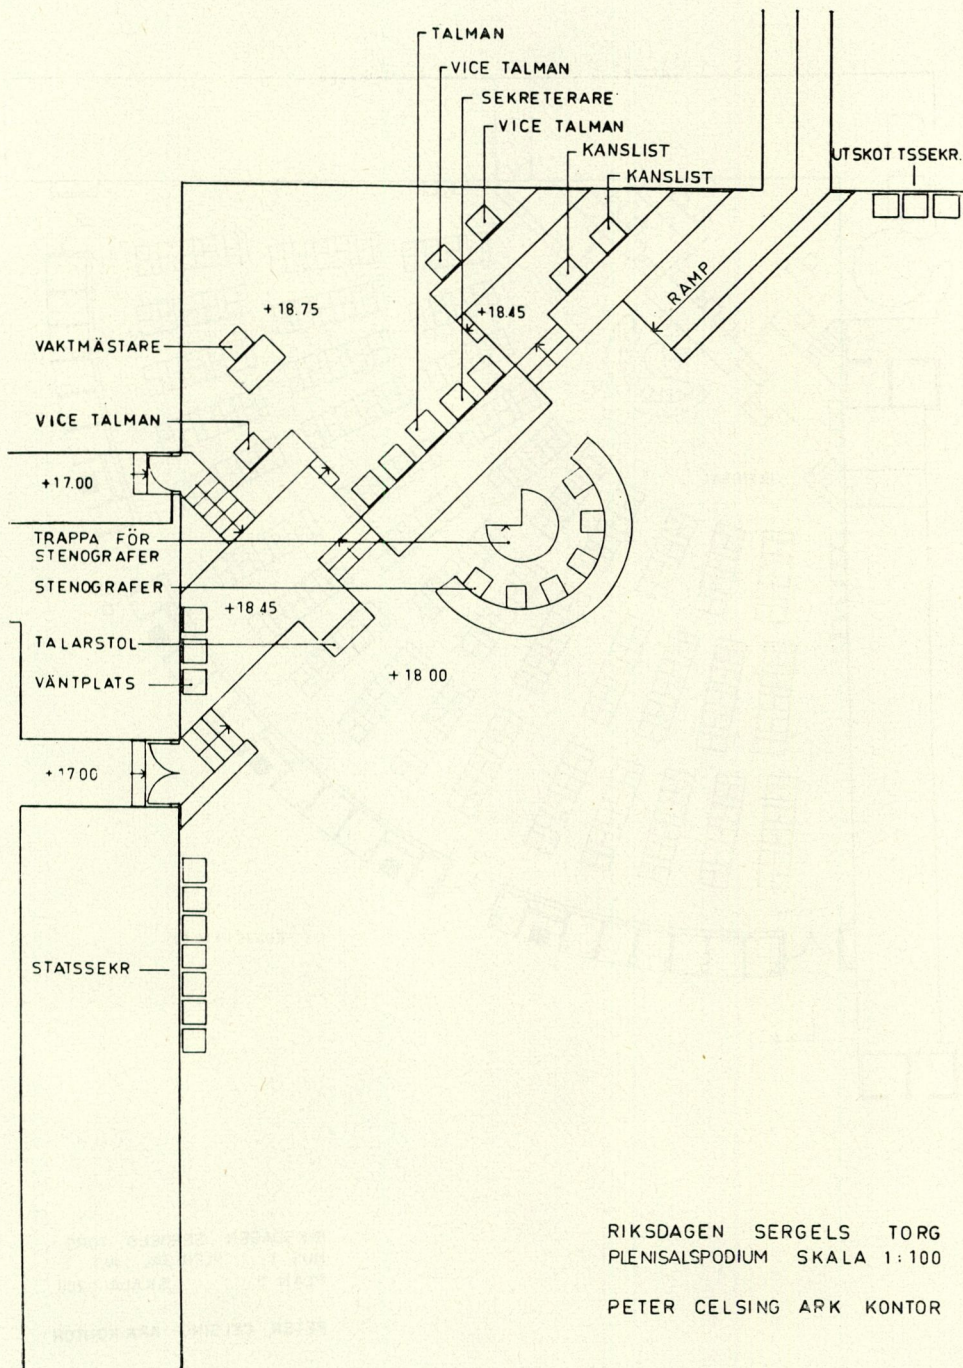 TALMAN
VICE TALMAN
SEKRETERARE
VICE TALMAN
KANSLIST
KANSLIST
UTSKOTTSSEKR.
RAMP
+18.75
+18.45
VAKTMÄSTARE
VICE TALMAN
+17.00
TRAPPA FÖR
STENOGRAFER
STENOGRAFER
+18 45
TALARSTOL
VÄNTPLATS
+18 00
+17 00
STATSSEKR
RIKSDAGEN SERGELS TORG
PLENISALSPODIUM SKALA 1:100
PETER CELSING ARK KONTOR